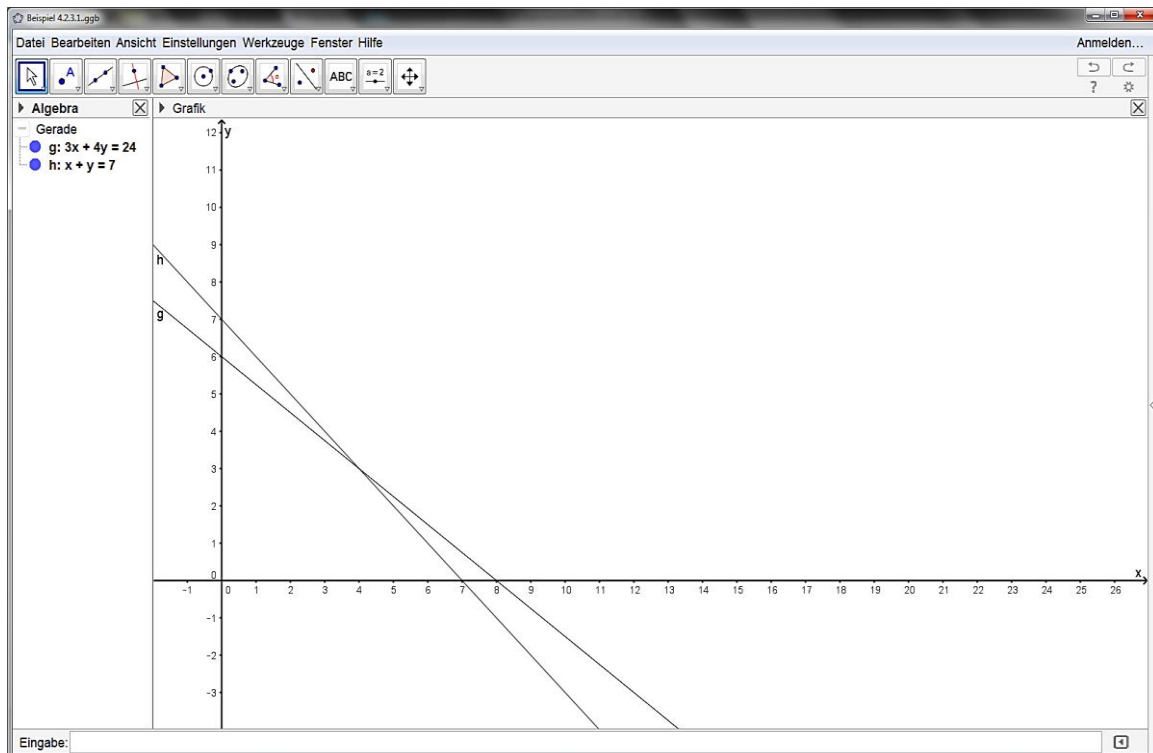 Beispiel 4.2.3.1..ggb
Datei Bearbeiten Ansicht Einstellungen Werkzeuge Fenster Hilfe Anmelden...
A ABC a=2
?
Algebra
Grafik
Gerade
g: 3x + 4y = 24
h: x + y = 7
y
12
11
10
9
h
8
g
7
6
5
4
3
2
1
0
x
-1 0 1 2 3 4 5 6 7 8 9 10 11 12 13 14 15 16 17 18 19 20 21 22 23 24 25 26
-1
-2
-3
Eingabe: